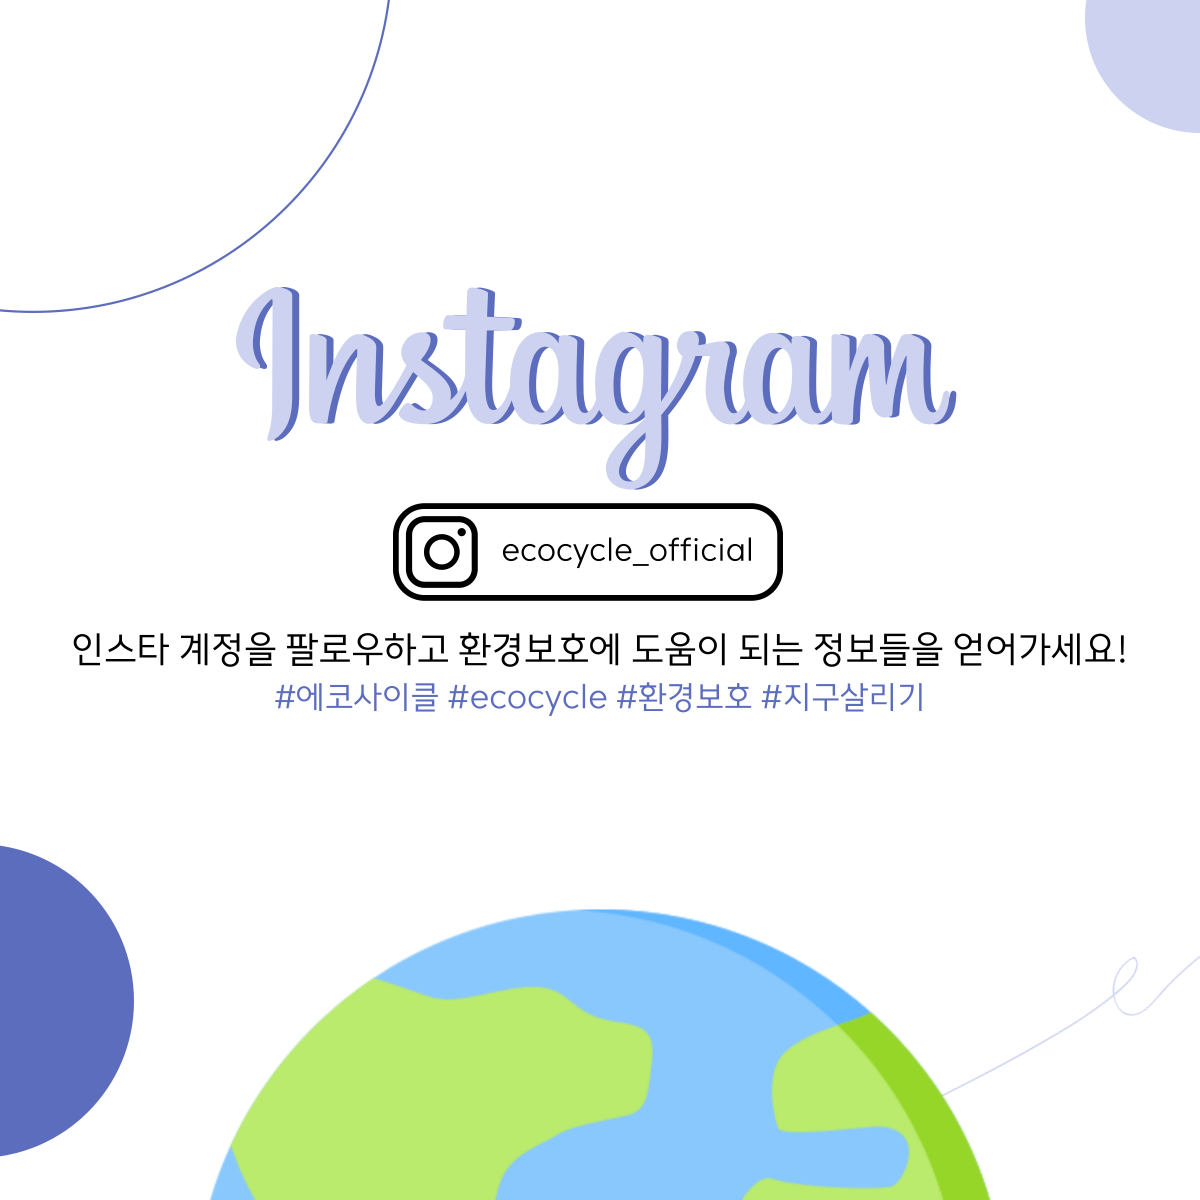 Instagram
ecocycle_official
인스타 계정을 팔로우하고 환경보호에 도움이 되는 정보들을 얻어가세요!
#에코사이클 #ecocycle #환경보호 #지구살리기